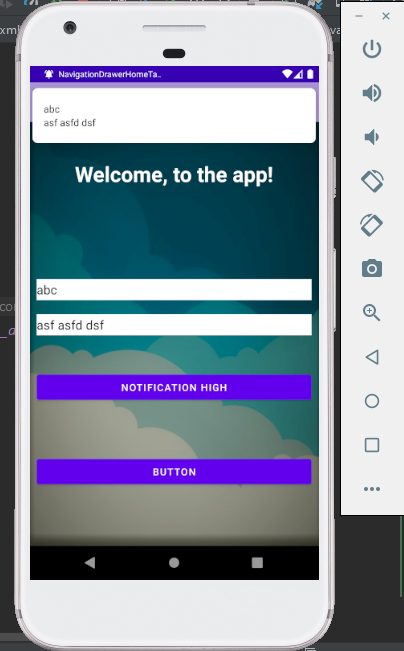 NavigationDrawerHomeTa..
abc
asf asfd dsf
Welcome, to the app!
abc
asf asfd dsf
NOTIFICATION HIGH
BUTTON